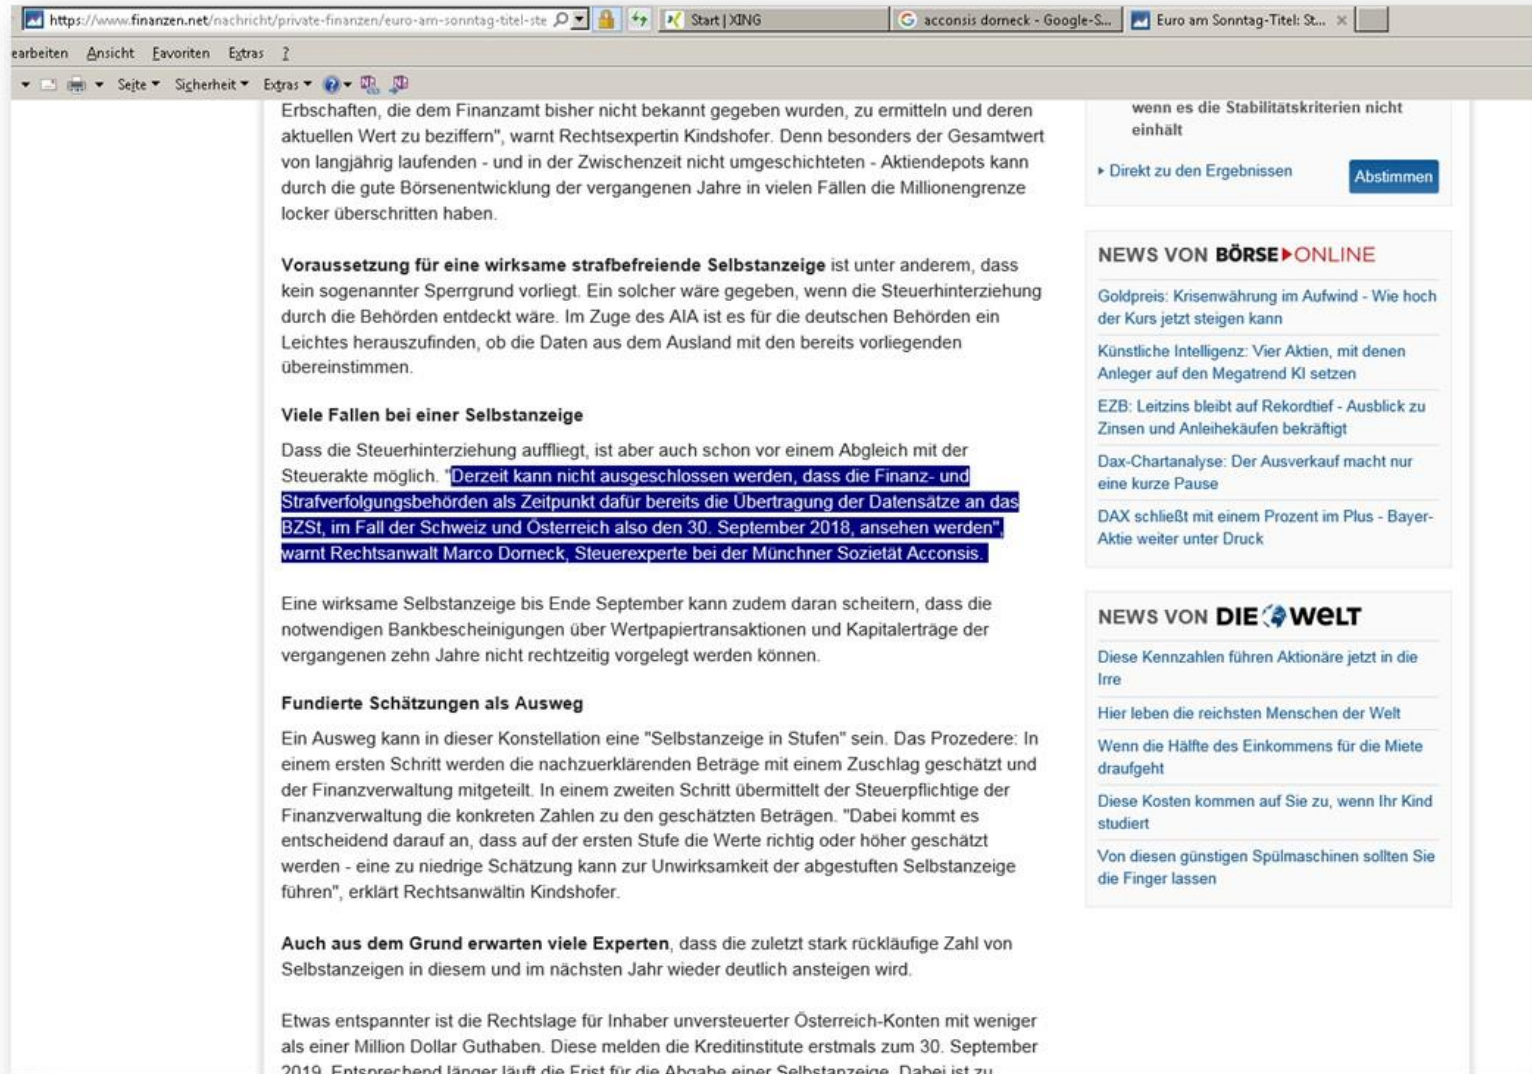 https://www.finanzen.net/nachricht/private-finanzen/euro-am-sonntag-titel-ste
Start | XING
acconsis dorneck - Google-S...
Euro am Sonntag-Titel: St...
earbeiten Ansicht Favoriten Extras ?
Seite Sicherheit Extras
Erbschaften, die dem Finanzamt bisher nicht bekannt gegeben wurden, zu ermitteln und deren
aktuellen Wert zu beziffern", warnt Rechtsexpertin Kindshofer. Denn besonders der Gesamtwert
von langjährig laufenden - und in der Zwischenzeit nicht umgeschichteten - Aktiendepots kann
durch die gute Börsenentwicklung der vergangenen Jahre in vielen Fällen die Millionengrenze
locker überschritten haben.
Voraussetzung für eine wirksame strafbefreiende Selbstanzeige ist unter anderem, dass
kein sogenannter Sperrgrund vorliegt. Ein solcher wäre gegeben, wenn die Steuerhinterziehung
durch die Behörden entdeckt wäre. Im Zuge des AIA ist es für die deutschen Behörden ein
Leichtes herauszufinden, ob die Daten aus dem Ausland mit den bereits vorliegenden
übereinstimmen.
Viele Fallen bei einer Selbstanzeige
Dass die Steuerhinterziehung auffliegt, ist aber auch schon vor einem Abgleich mit der
Steuerakte möglich. "Derzeit kann nicht ausgeschlossen werden, dass die Finanz- und
Strafverfolgungsbehörden als Zeitpunkt dafür bereits die Übertragung der Datensätze an das
BZSt, im Fall der Schweiz und Österreich also den 30. September 2018, ansehen werden",
warnt Rechtsanwalt Marco Dorneck, Steuerexperte bei der Münchner Sozietät Acconsis.
Eine wirksame Selbstanzeige bis Ende September kann zudem daran scheitern, dass die
notwendigen Bankbescheinigungen über Wertpapiertransaktionen und Kapitalerträge der
vergangenen zehn Jahre nicht rechtzeitig vorgelegt werden können.
Fundierte Schätzungen als Ausweg
Ein Ausweg kann in dieser Konstellation eine "Selbstanzeige in Stufen" sein. Das Prozedere: In
einem ersten Schritt werden die nachzuerklärenden Beträge mit einem Zuschlag geschätzt und
der Finanzverwaltung mitgeteilt. In einem zweiten Schritt übermittelt der Steuerpflichtige der
Finanzverwaltung die konkreten Zahlen zu den geschätzten Beträgen. "Dabei kommt es
entscheidend darauf an, dass auf der ersten Stufe die Werte richtig oder höher geschätzt
werden - eine zu niedrige Schätzung kann zur Unwirksamkeit der abgestuften Selbstanzeige
führen", erklärt Rechtsanwältin Kindshofer.
Auch aus dem Grund erwarten viele Experten, dass die zuletzt stark rückläufige Zahl von
Selbstanzeigen in diesem und im nächsten Jahr wieder deutlich ansteigen wird.
Etwas entspannter ist die Rechtslage für Inhaber unversteuerter Österreich-Konten mit weniger
als einer Million Dollar Guthaben. Diese melden die Kreditinstitute erstmals zum 30. September
2019. Entsprechend länger läuft die Frist für die Abgabe einer Selbstanzeige. Dabei ist zu
wenn es die Stabilitätskriterien nicht
einhält
Direkt zu den Ergebnissen
Abstimmen
NEWS VON BÖRSE ONLINE
Goldpreis: Krisenwährung im Aufwind - Wie hoch
der Kurs jetzt steigen kann
Künstliche Intelligenz: Vier Aktien, mit denen
Anleger auf den Megatrend KI setzen
EZB: Leitzins bleibt auf Rekordtief - Ausblick zu
Zinsen und Anleihekäufen bekräftigt
Dax-Chartanalyse: Der Ausverkauf macht nur
eine kurze Pause
DAX schließt mit einem Prozent im Plus - Bayer-
Aktie weiter unter Druck
NEWS VON DIE WELT
Diese Kennzahlen führen Aktionäre jetzt in die
Irre
Hier leben die reichsten Menschen der Welt
Wenn die Hälfte des Einkommens für die Miete
draufgeht
Diese Kosten kommen auf Sie zu, wenn Ihr Kind
studiert
Von diesen günstigen Spülmaschinen sollten Sie
die Finger lassen